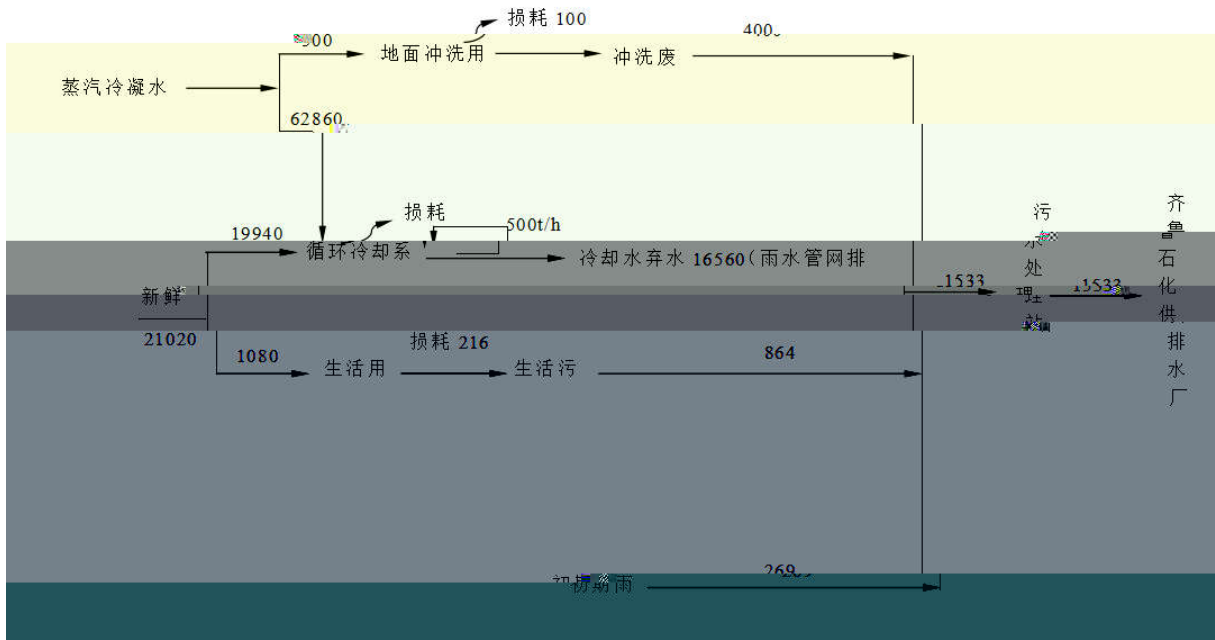 损耗 100
地面冲洗用
冲洗废
400
蒸汽冷凝水
62860
损耗
500t/h
19940
循环冷却系
冷却水弃水 16560(雨水管网排
新鲜
21020
1533
1080
生活用
损耗 216
生活污
864
污水处理站
齐鲁石化供排水厂
初期雨
269